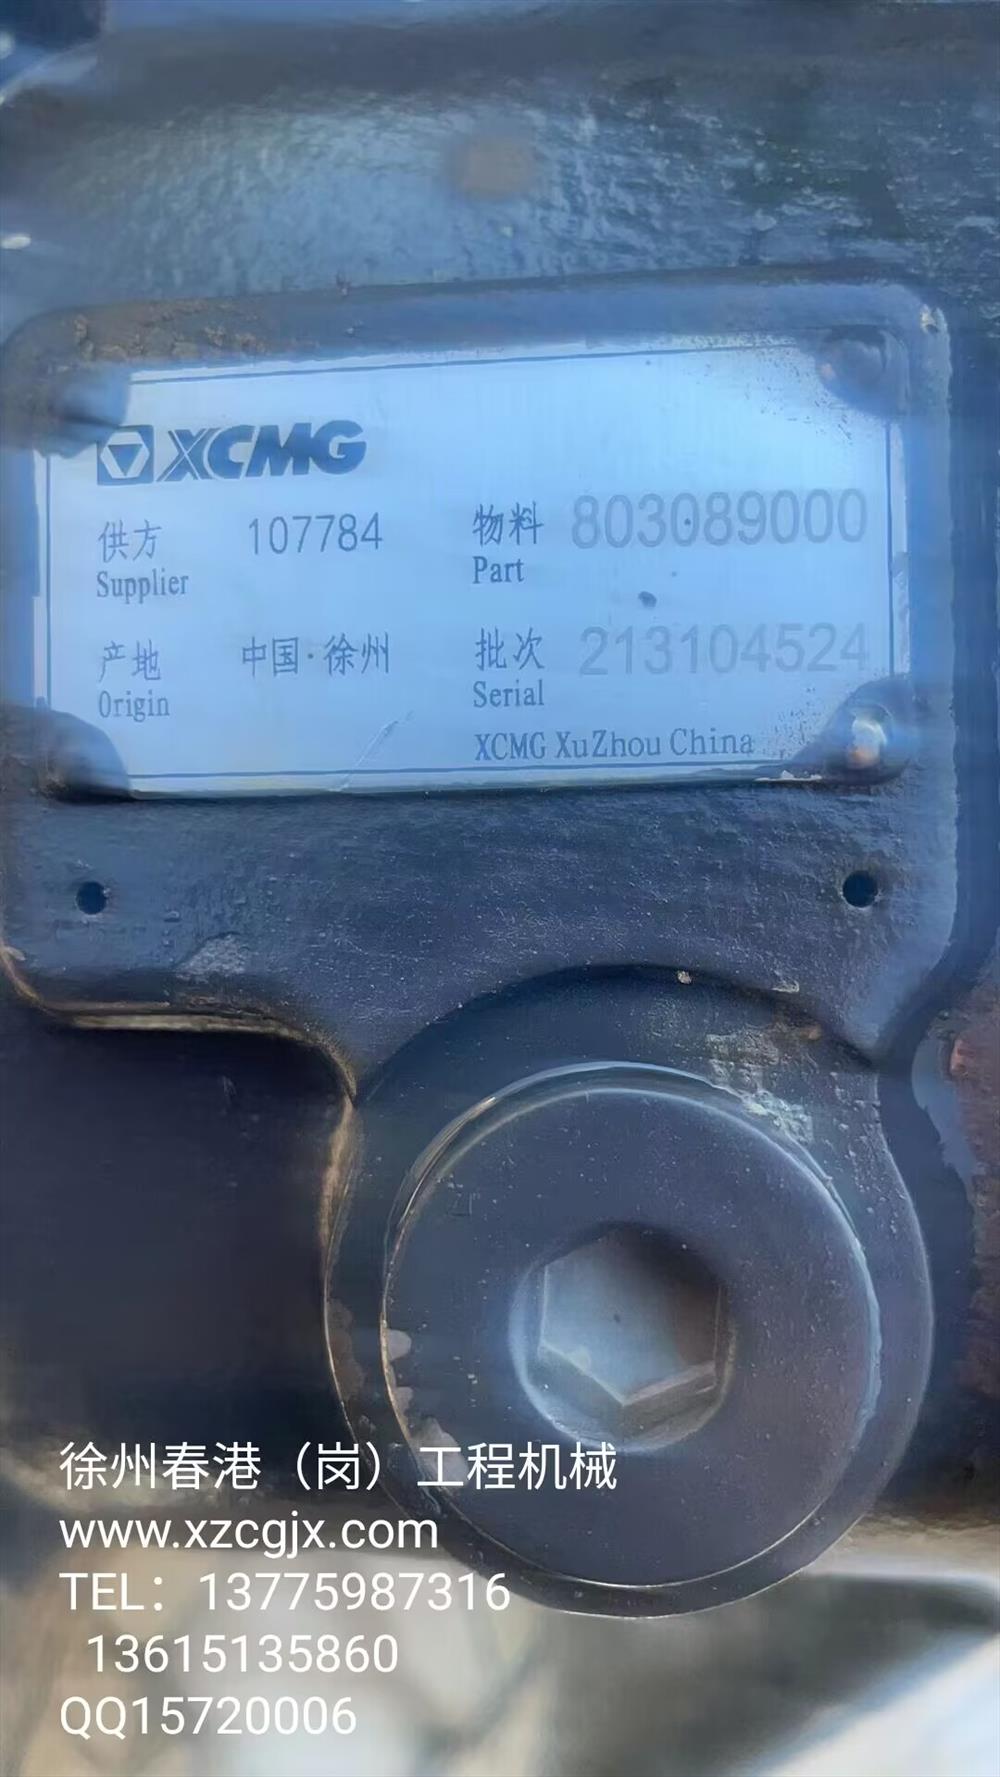 XCMG
供方 107784 物料 803089000
Supplier Part
产地 中国·徐州 批次 213104524
Origin Serial
XCMG XuZhou China
徐州春港（岗）工程机械
www.xzcgjx.com
TEL：13775987316
13615135860
QQ15720006